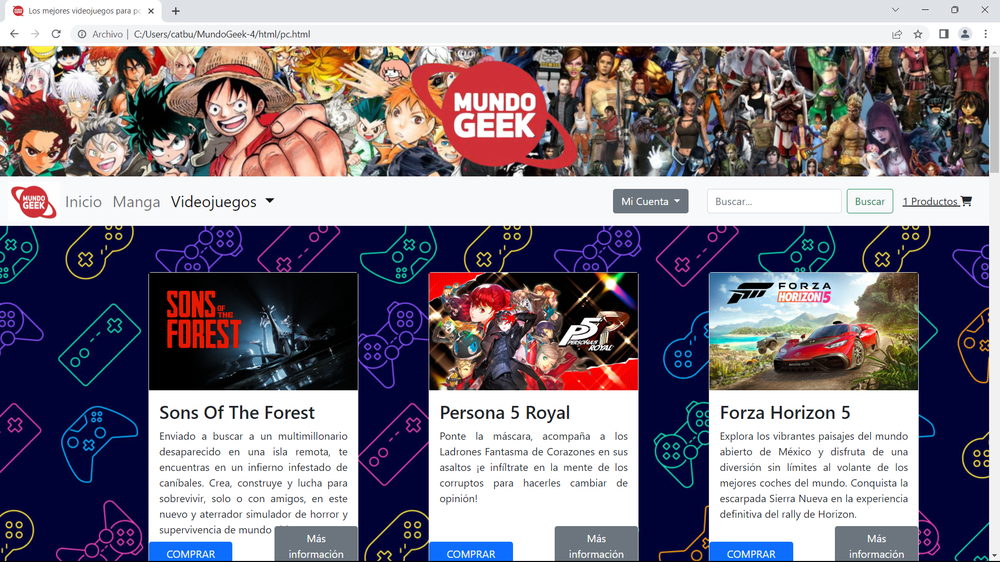 Los mejores videojuegos para pc
Archivo | C:/Users/catbu/MundoGeek-4/html/pc.html
MUNDO
GEEK
MUNDO
GEEK
Inicio Manga Videojuegos
Mi Cuenta
Buscar...
Buscar
1 Productos
SONS OF THE FOREST
P5R
PERSONA5
ROYAL
FORZA
HORIZON 5
Sons Of The Forest
Enviado a buscar a un multimillonario
desaparecido en una isla remota, te
encuentras en un infierno infestado de
caníbales. Crea, construye y lucha para
sobrevivir, solo o con amigos, en este
nuevo y aterrador simulador de horror y
supervivencia de mundo
COMPRAR
Más
información
Persona 5 Royal
Ponte la máscara, acompaña a los
Ladrones Fantasma de Corazones en sus
asaltos ¡e infíltrate en la mente de los
corruptos para hacerles cambiar de
opinión!
COMPRAR
Más
información
Forza Horizon 5
Explora los vibrantes paisajes del mundo
abierto de México y disfruta de una
diversión sin límites al volante de los
mejores coches del mundo. Conquista la
escarpada Sierra Nueva en la experiencia
definitiva del rally de Horizon.
COMPRAR
Más
información